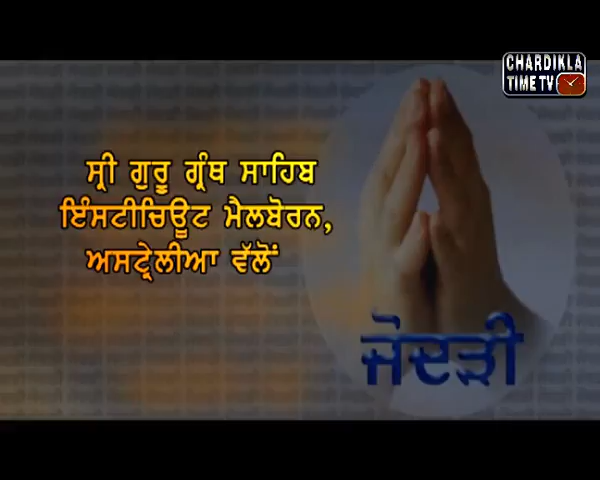 CHARDIKLA
TIME TV
ਸ੍ਰੀ ਗੁਰੂ ਗ੍ਰੰਥ ਸਾਹਿਬ
ਇੰਸਟੀਚਿਊਟ ਮੈਲਬੋਰਨ,
ਅਸਟ੍ਰੇਲੀਆ ਵੱਲੋਂ
ਜੋਦੜੀ